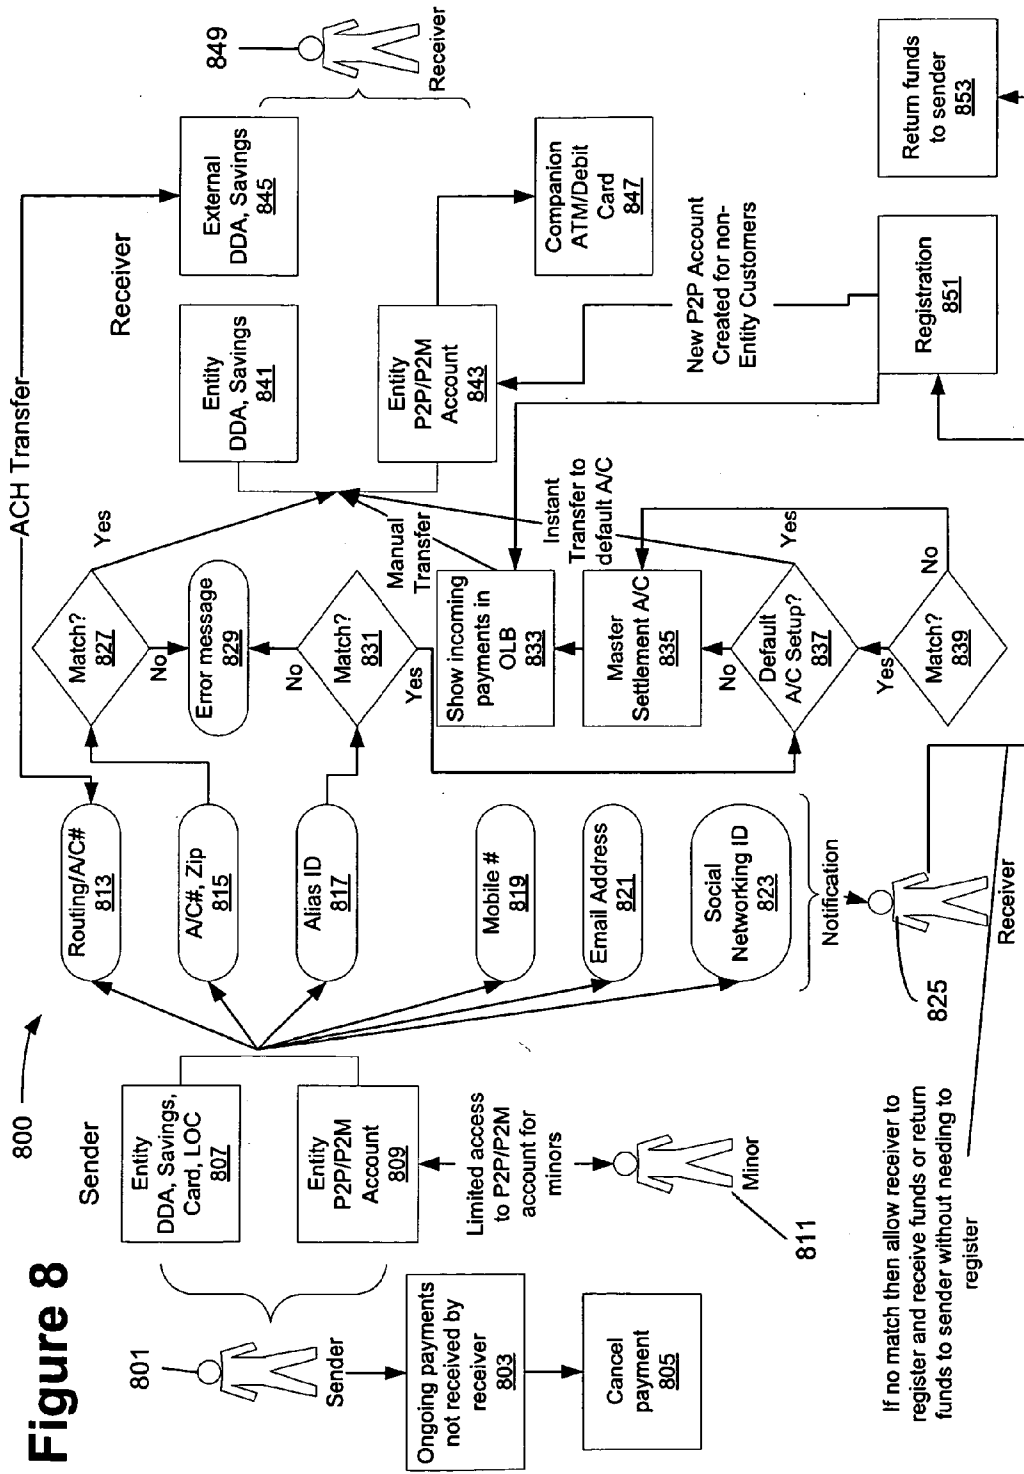 Figure 8
800
Sender
801
Sender
Ongoing payments
not received by
receiver
803
Cancel
payment
805
Entity
DDA, Savings,
Card, LOC
807
Entity
P2P/P2M
Account
809
Limited access
to P2P/P2M
account for
minors
Minor
811
If no match then allow receiver to
register and receive funds or return
funds to sender without needing to
register
Routing/A/C#
813
A/C#, Zip
815
Alias ID
817
Mobile #
819
Email Address
821
Social
Networking ID
823
Notification
825
Receiver
ACH Transfer
Match?
827
Yes
No
Error message
829
No
Match?
831
Yes
Manual
Transfer
Show incoming
payments in
OLB
833
Instant
Transfer to
default A/C
Master
Settlement A/C
835
No
Default
A/C Setup?
837
Yes
Yes
Match?
839
No
Receiver
Entity
DDA, Savings
841
Entity
P2P/P2M
Account
843
External
DDA, Savings
845
Companion
ATM/Debit
Card
847
849
Receiver
New P2P Account
Created for non-
Entity Customers
Registration
851
Return funds
to sender
853